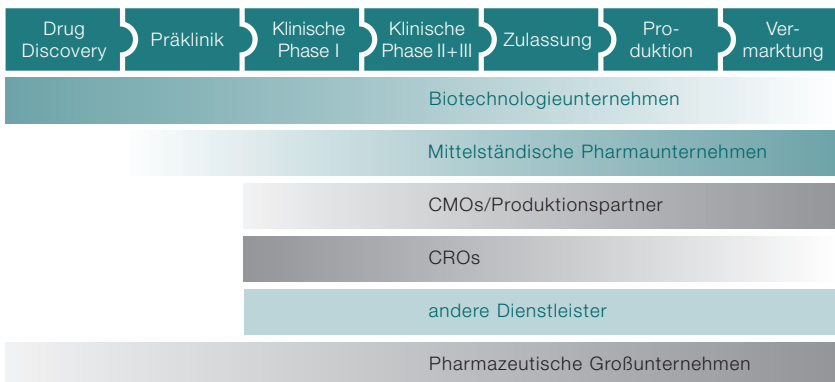 Drug
Discovery
Präklinik
Klinische
Phase I
Klinische
Phase II+III
Zulassung
Pro-
duktion
Ver-
marktung
Biotechnologieunternehmen
Mittelständische Pharmaunternehmen
CMOs/Produktionspartner
CROs
andere Dienstleister
Pharmazeutische Großunternehmen